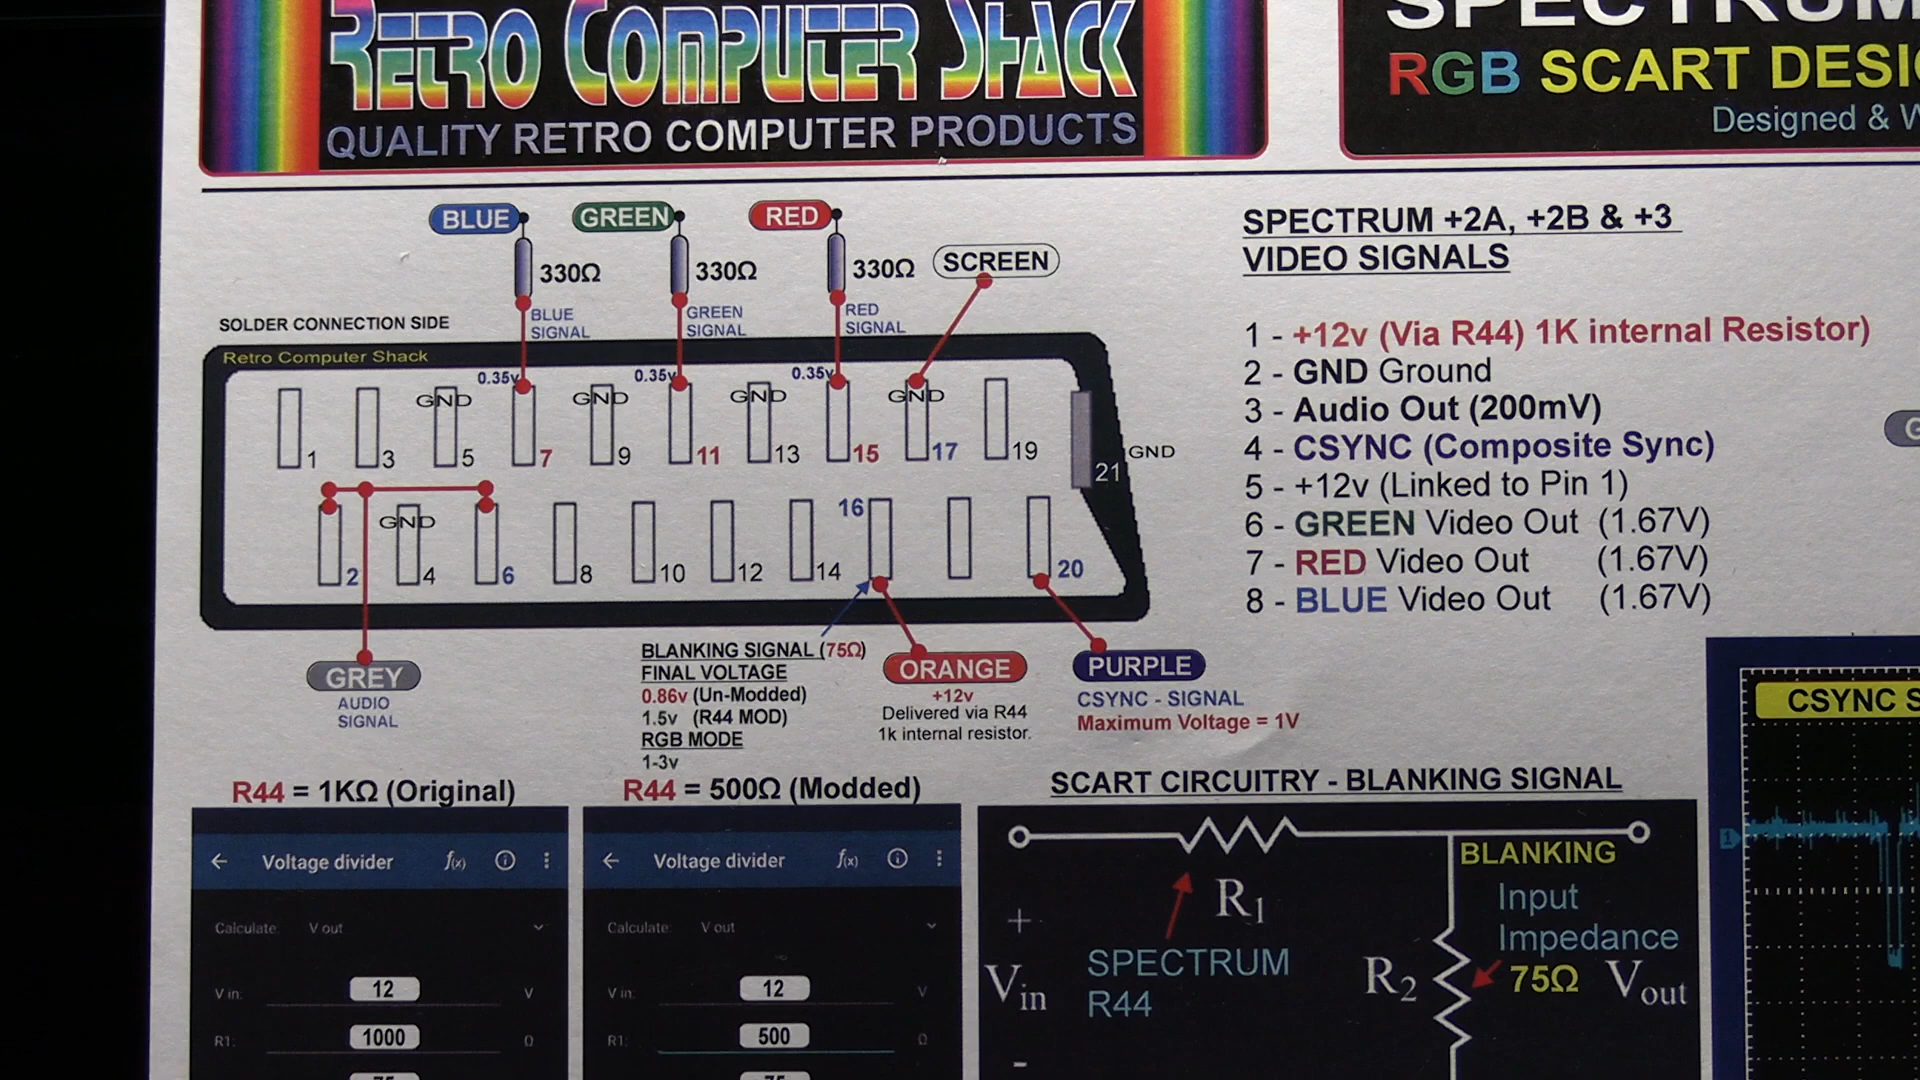 RETRO COMPUTER SHACK
QUALITY RETRO COMPUTER PRODUCTS
SPECTRUM
RGB SCART DESI
Designed & W
BLUE
GREEN
RED
330Ω
330Ω
330Ω
SCREEN
BLUE
SIGNAL
GREEN
SIGNAL
RED
SIGNAL
SOLDER CONNECTION SIDE
Retro Computer Shack
0.35v
0.35v
0.35v
GND
GND
GND
GND
1
3
5
7
9
11
13
15
17
19
21
GND
GND
2
4
6
8
10
12
14
16
20
GREY
AUDIO
SIGNAL
BLANKING SIGNAL (75Ω)
FINAL VOLTAGE
0.86v (Un-Modded)
1.5v (R44 MOD)
RGB MODE
1-3v
ORANGE
+12v
Delivered via R44
1k internal resistor.
PURPLE
CSYNC - SIGNAL
Maximum Voltage = 1V
SPECTRUM +2A, +2B & +3
VIDEO SIGNALS
1 - +12v (Via R44) 1K internal Resistor)
2 - GND Ground
3 - Audio Out (200mV)
4 - CSYNC (Composite Sync)
5 - +12v (Linked to Pin 1)
6 - GREEN Video Out (1.67V)
7 - RED Video Out (1.67V)
8 - BLUE Video Out (1.67V)
G
R44 = 1KΩ (Original)
Voltage divider f(x)
Calculate: V out
V in: 12 V
R1: 1000 Ω
75
R44 = 500Ω (Modded)
Voltage divider f(x)
Calculate: V out
V in: 12 V
R1: 500 Ω
75
SCART CIRCUITRY - BLANKING SIGNAL
BLANKING
R1
Input
Impedance
75Ω
+
SPECTRUM
R44
Vin
R2
Vout
-
CSYNC S
1